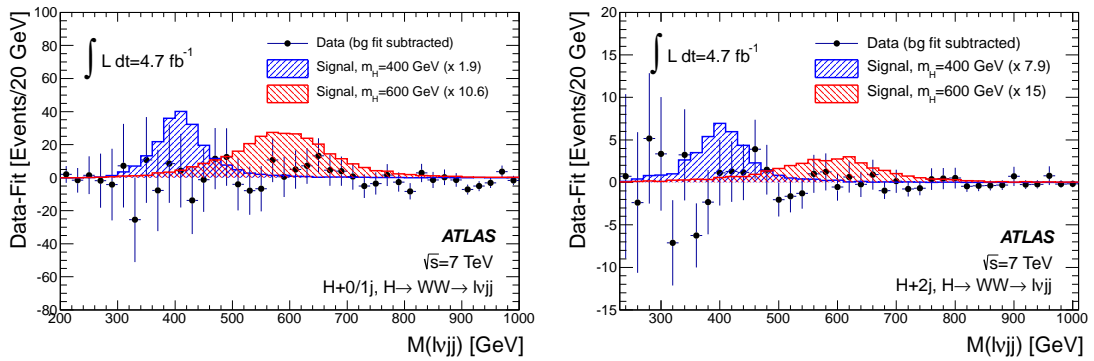 Data-Fit [Events/20 GeV]
100
80
60
40
20
0
-20
-40
-60
-80
∫ L dt=4.7 fb⁻¹
Data (bg fit subtracted)
Signal, m_H=400 GeV (x 1.9)
Signal, m_H=600 GeV (x 10.6)
ATLAS
√s=7 TeV
H+0/1j, H→ WW→ lνjj
200 300 400 500 600 700 800 900 1000
M(lνjj) [GeV]
Data-Fit [Events/20 GeV]
15
10
5
0
-5
-10
-15
∫ L dt=4.7 fb⁻¹
Data (bg fit subtracted)
Signal, m_H=400 GeV (x 7.9)
Signal, m_H=600 GeV (x 15)
ATLAS
√s=7 TeV
H+2j, H→ WW→ lνjj
300 400 500 600 700 800 900 1000
M(lνjj) [GeV]